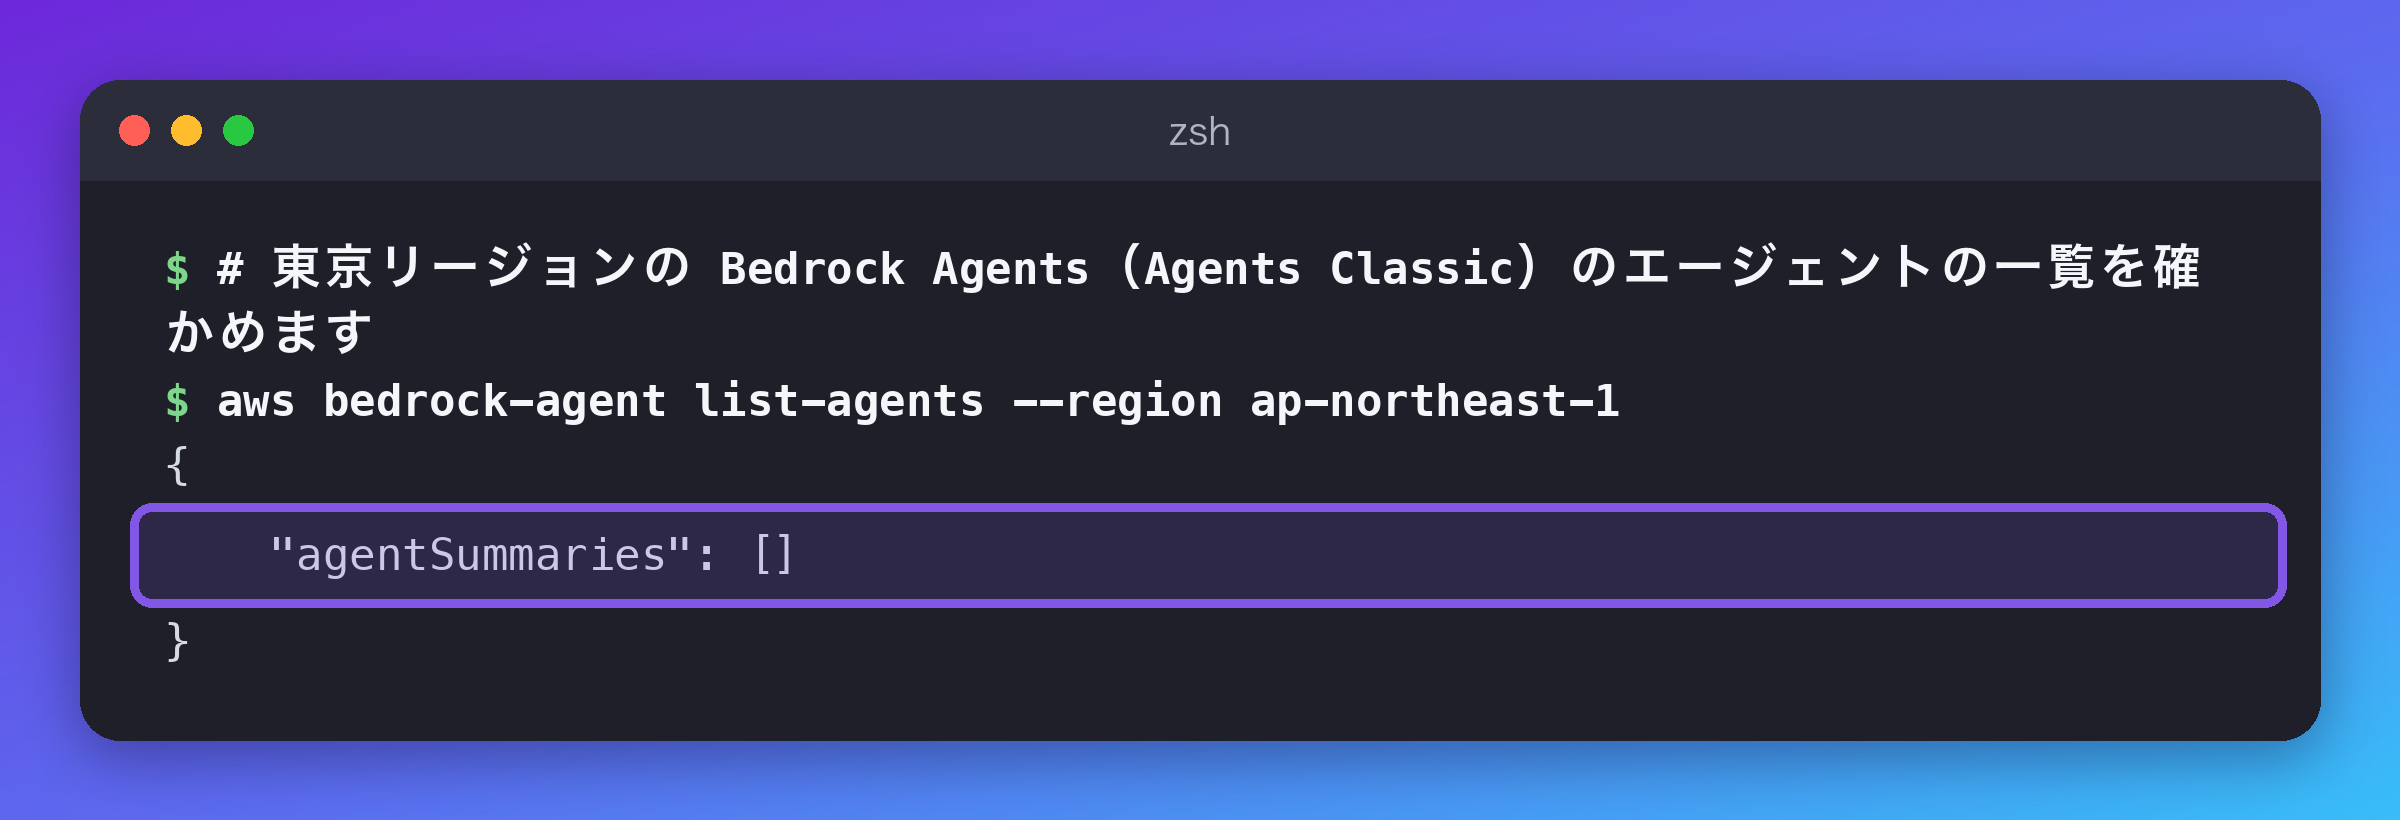 zsh
$ # 東京リージョンの Bedrock Agents（Agents Classic）のエージェントの一覧を確
かめます
$ aws bedrock-agent list-agents --region ap-northeast-1
{
    "agentSummaries": []
}